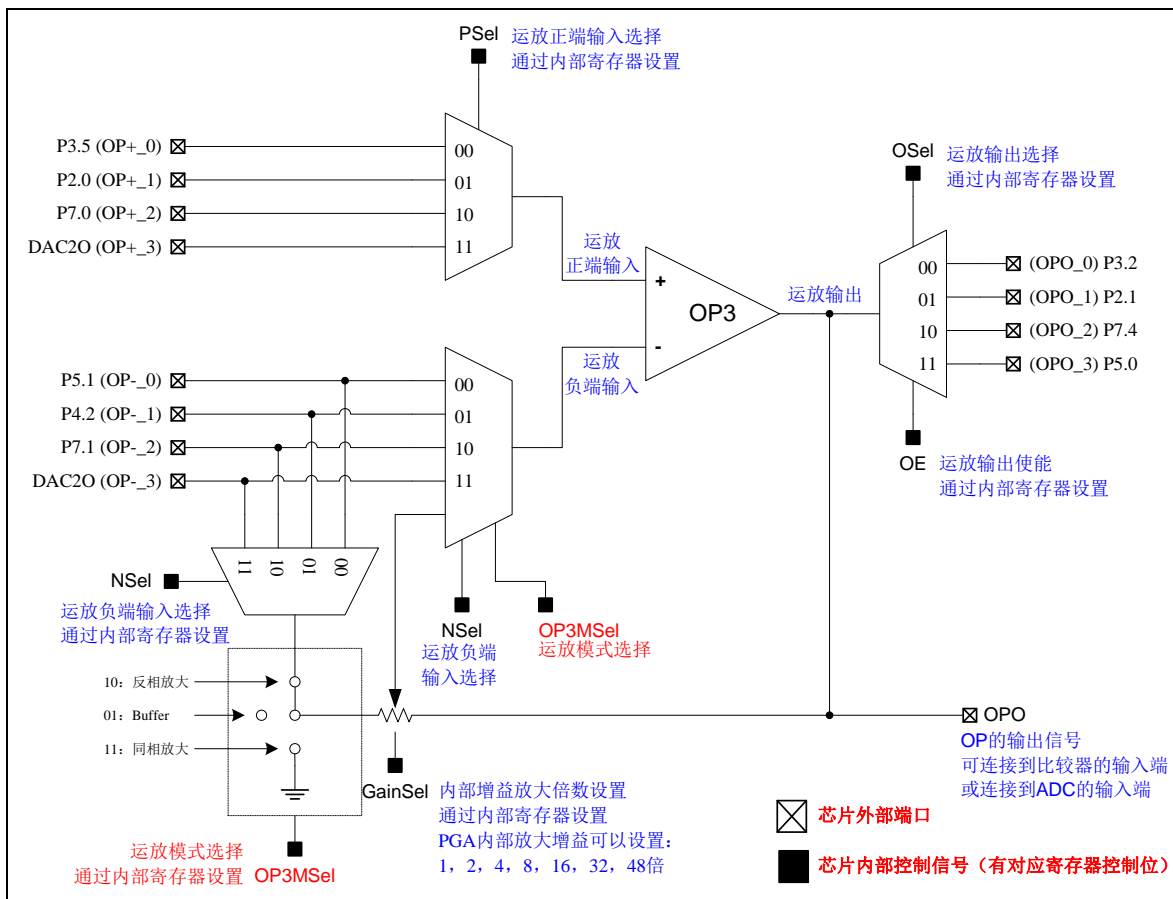 PSel
运放正端输入选择
通过内部寄存器设置
P3.5 (OP+_0)
P2.0 (OP+_1)
P7.0 (OP+_2)
DAC2O (OP+_3)
00
01
10
11
运放
正端输入
+
-
OP3
运放输出
运放
负端输入
OSel
运放输出选择
通过内部寄存器设置
00
01
10
11
(OPO_0) P3.2
(OPO_1) P2.1
(OPO_2) P7.4
(OPO_3) P5.0
OE
运放输出使能
通过内部寄存器设置
P5.1 (OP-_0)
P4.2 (OP-_1)
P7.1 (OP-_2)
DAC2O (OP-_3)
00
01
10
11
11
10
01
00
NSel
运放负端输入选择
通过内部寄存器设置
NSel
运放负端
输入选择
OP3MSel
运放模式选择
10：反相放大
01：Buffer
11：同相放大
GainSel
内部增益放大倍数设置
通过内部寄存器设置
PGA内部放大增益可以设置：
1，2，4，8，16，32，48倍
运放模式选择
通过内部寄存器设置 OP3MSel
OPO
OP的输出信号
可连接到比较器的输入端
或连接到ADC的输入端
芯片外部端口
芯片内部控制信号（有对应寄存器控制位）